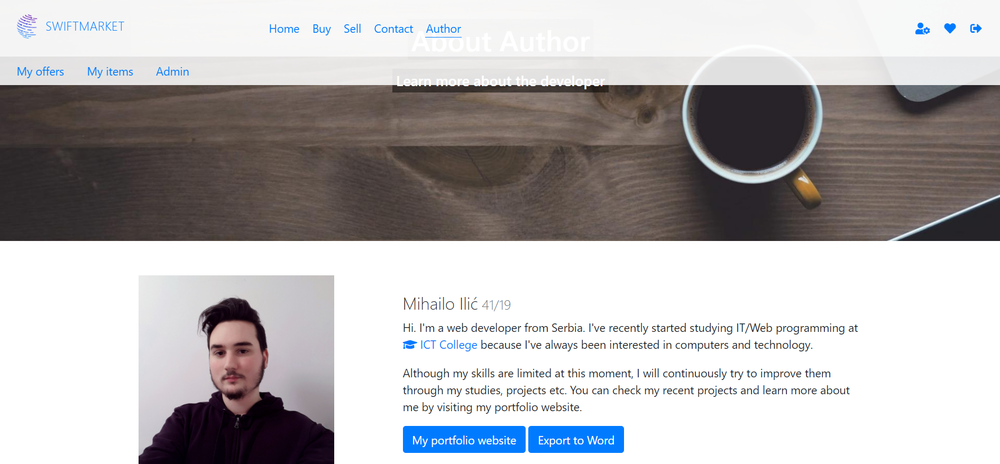 SWIFTMARKET
Home Buy Sell Contact Author
About Author
My offers My items Admin
Learn more about the developer
Mihailo Ilić 41/19
Hi. I'm a web developer from Serbia. I've recently started studying IT/Web programming at
ICT College because I've always been interested in computers and technology.
Although my skills are limited at this moment, I will continuously try to improve them
through my studies, projects etc. You can check my recent projects and learn more about
me by visiting my portfolio website.
My portfolio website Export to Word